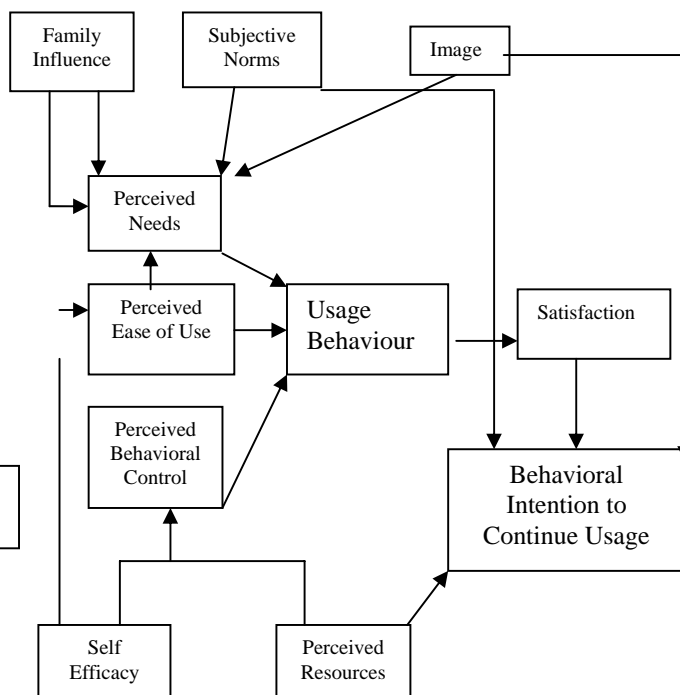 Family
Influence
Subjective
Norms
Image
Perceived
Needs
Perceived
Ease of Use
Usage
Behaviour
Satisfaction
Perceived
Behavioral
Control
Behavioral
Intention to
Continue Usage
Self
Efficacy
Perceived
Resources